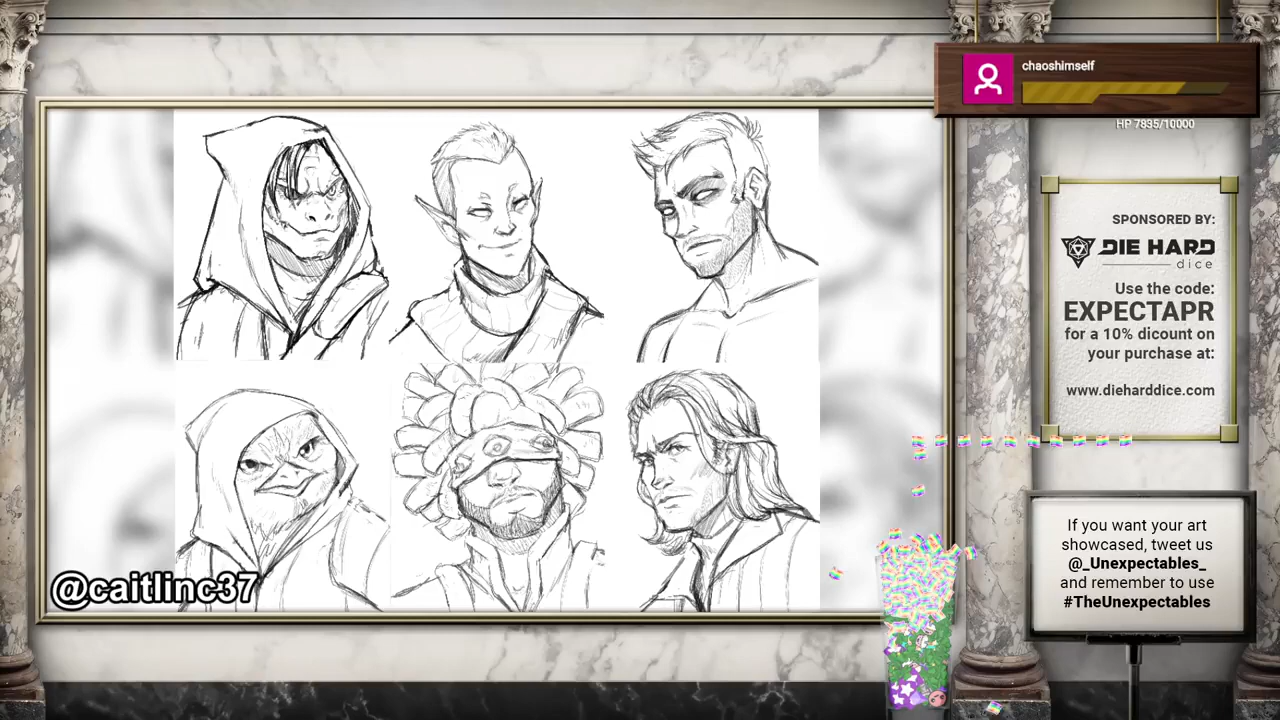 chaoshimself
HP 7835/10000
SPONSORED BY:
DIE HARD
dice
Use the code:
EXPECTAPR
for a 10% dicount on
your purchase at:
www.dieharddice.com
If you want your art
showcased, tweet us
@_Unexpectables_
and remember to use
#TheUnexpectables
@caitlinc37